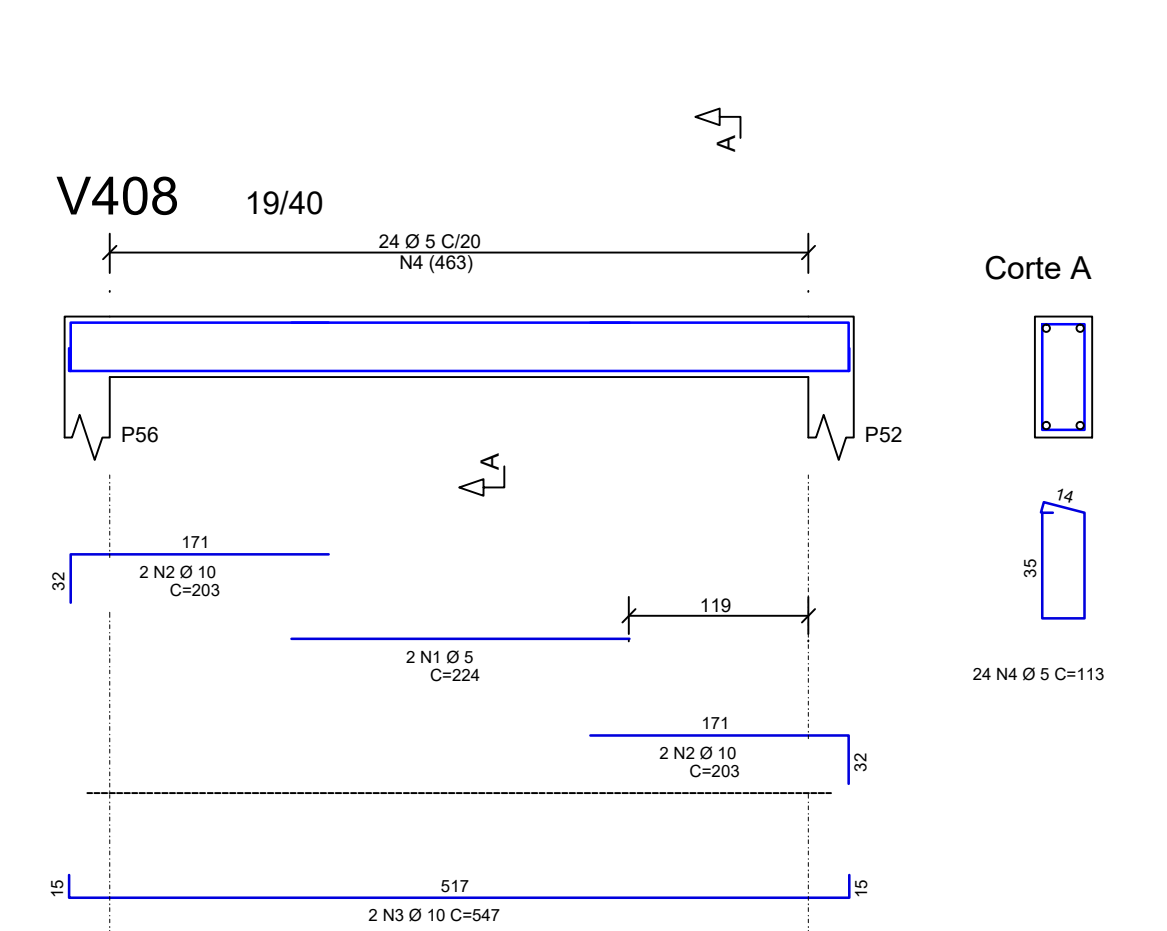 A
V408 19/40
24 Ø 5 C/20
N4 (463)
Corte A
P56
P52
A
14
35
171
32
2 N2 Ø 10
C=203
119
2 N1 Ø 5
C=224
24 N4 Ø 5 C=113
171
2 N2 Ø 10
C=203
32
15
517
15
2 N3 Ø 10 C=547